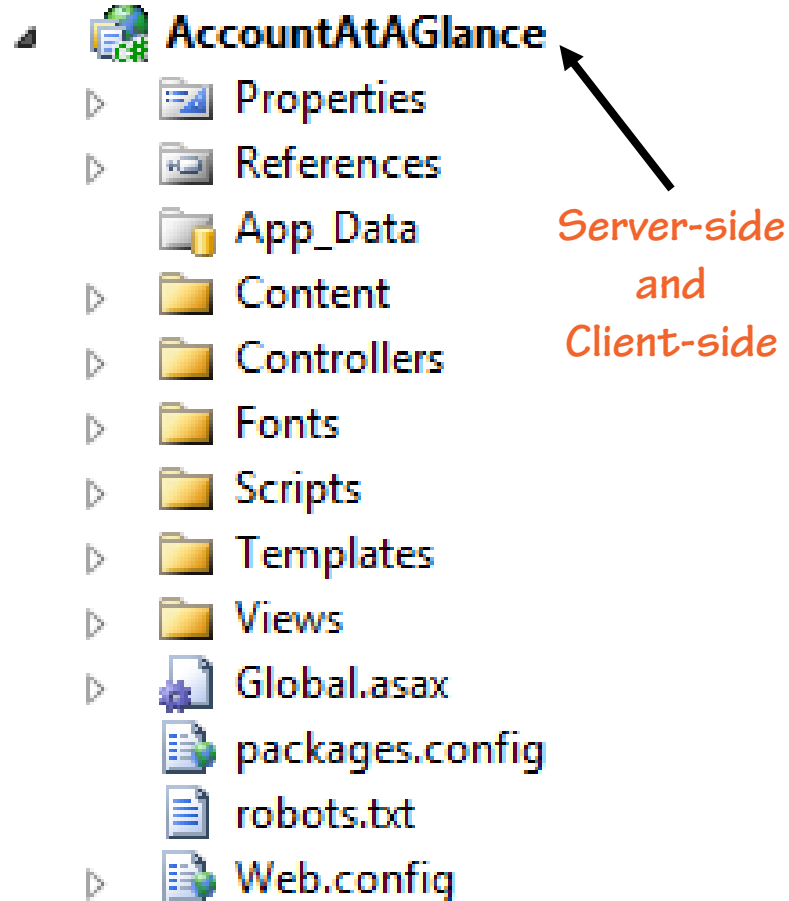 AccountAtAGlance
Properties
References
App_Data
Content
Controllers
Fonts
Scripts
Templates
Views
Global.asax
packages.config
robots.txt
Web.config
Server-side
and
Client-side